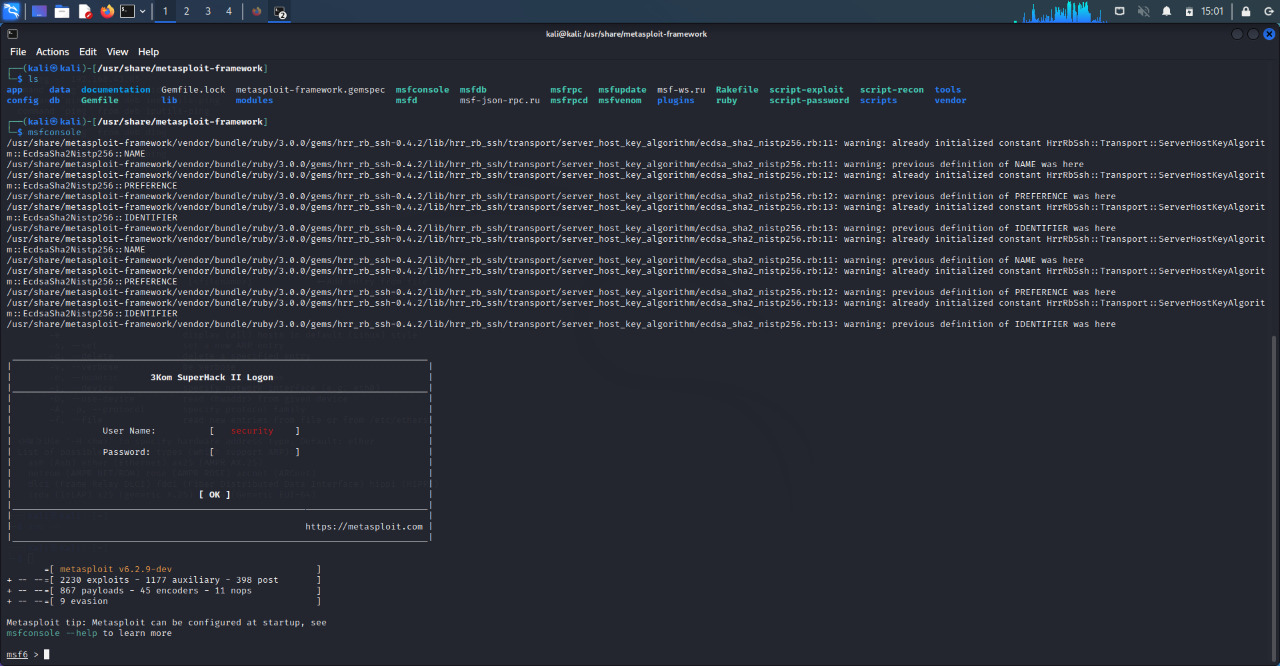 1 2 3 4 2 15:01
kali@kali: /usr/share/metasploit-framework
File Actions Edit View Help
┌──(kali㉿kali)-[/usr/share/metasploit-framework]
└─$ ls
app data documentation Gemfile.lock metasploit-framework.gemspec msfconsole msfdb msfrpc msfupdate msf-ws.ru Rakefile script-exploit script-recon tools
config db Gemfile lib modules msfd msf-json-rpc.ru msfrpcd msfvenom plugins ruby script-password scripts vendor
┌──(kali㉿kali)-[/usr/share/metasploit-framework]
└─$ msfconsole
/usr/share/metasploit-framework/vendor/bundle/ruby/3.0.0/gems/hrr_rb_ssh-0.4.2/lib/hrr_rb_ssh/transport/server_host_key_algorithm/ecdsa_sha2_nistp256.rb:11: warning: already initialized constant HrrRbSsh::Transport::ServerHostKeyAlgorit
m::EcdsaSha2Nistp256::NAME
/usr/share/metasploit-framework/vendor/bundle/ruby/3.0.0/gems/hrr_rb_ssh-0.4.2/lib/hrr_rb_ssh/transport/server_host_key_algorithm/ecdsa_sha2_nistp256.rb:11: warning: previous definition of NAME was here
/usr/share/metasploit-framework/vendor/bundle/ruby/3.0.0/gems/hrr_rb_ssh-0.4.2/lib/hrr_rb_ssh/transport/server_host_key_algorithm/ecdsa_sha2_nistp256.rb:12: warning: already initialized constant HrrRbSsh::Transport::ServerHostKeyAlgorit
m::EcdsaSha2Nistp256::PREFERENCE
/usr/share/metasploit-framework/vendor/bundle/ruby/3.0.0/gems/hrr_rb_ssh-0.4.2/lib/hrr_rb_ssh/transport/server_host_key_algorithm/ecdsa_sha2_nistp256.rb:12: warning: previous definition of PREFERENCE was here
/usr/share/metasploit-framework/vendor/bundle/ruby/3.0.0/gems/hrr_rb_ssh-0.4.2/lib/hrr_rb_ssh/transport/server_host_key_algorithm/ecdsa_sha2_nistp256.rb:13: warning: already initialized constant HrrRbSsh::Transport::ServerHostKeyAlgorit
m::EcdsaSha2Nistp256::IDENTIFIER
/usr/share/metasploit-framework/vendor/bundle/ruby/3.0.0/gems/hrr_rb_ssh-0.4.2/lib/hrr_rb_ssh/transport/server_host_key_algorithm/ecdsa_sha2_nistp256.rb:13: warning: previous definition of IDENTIFIER was here
/usr/share/metasploit-framework/vendor/bundle/ruby/3.0.0/gems/hrr_rb_ssh-0.4.2/lib/hrr_rb_ssh/transport/server_host_key_algorithm/ecdsa_sha2_nistp256.rb:11: warning: already initialized constant HrrRbSsh::Transport::ServerHostKeyAlgorit
m::EcdsaSha2Nistp256::NAME
/usr/share/metasploit-framework/vendor/bundle/ruby/3.0.0/gems/hrr_rb_ssh-0.4.2/lib/hrr_rb_ssh/transport/server_host_key_algorithm/ecdsa_sha2_nistp256.rb:11: warning: previous definition of NAME was here
/usr/share/metasploit-framework/vendor/bundle/ruby/3.0.0/gems/hrr_rb_ssh-0.4.2/lib/hrr_rb_ssh/transport/server_host_key_algorithm/ecdsa_sha2_nistp256.rb:12: warning: already initialized constant HrrRbSsh::Transport::ServerHostKeyAlgorit
m::EcdsaSha2Nistp256::PREFERENCE
/usr/share/metasploit-framework/vendor/bundle/ruby/3.0.0/gems/hrr_rb_ssh-0.4.2/lib/hrr_rb_ssh/transport/server_host_key_algorithm/ecdsa_sha2_nistp256.rb:12: warning: previous definition of PREFERENCE was here
/usr/share/metasploit-framework/vendor/bundle/ruby/3.0.0/gems/hrr_rb_ssh-0.4.2/lib/hrr_rb_ssh/transport/server_host_key_algorithm/ecdsa_sha2_nistp256.rb:13: warning: already initialized constant HrrRbSsh::Transport::ServerHostKeyAlgorit
m::EcdsaSha2Nistp256::IDENTIFIER
/usr/share/metasploit-framework/vendor/bundle/ruby/3.0.0/gems/hrr_rb_ssh-0.4.2/lib/hrr_rb_ssh/transport/server_host_key_algorithm/ecdsa_sha2_nistp256.rb:13: warning: previous definition of IDENTIFIER was here
3Kom SuperHack II Logon
User Name: [ security ]
Password: [ ]
[ OK ]
https://metasploit.com
=[ metasploit v6.2.9-dev ]
+ -- --=[ 2230 exploits - 1177 auxiliary - 398 post ]
+ -- --=[ 867 payloads - 45 encoders - 11 nops ]
+ -- --=[ 9 evasion ]
Metasploit tip: Metasploit can be configured at startup, see
msfconsole --help to learn more
msf6 >